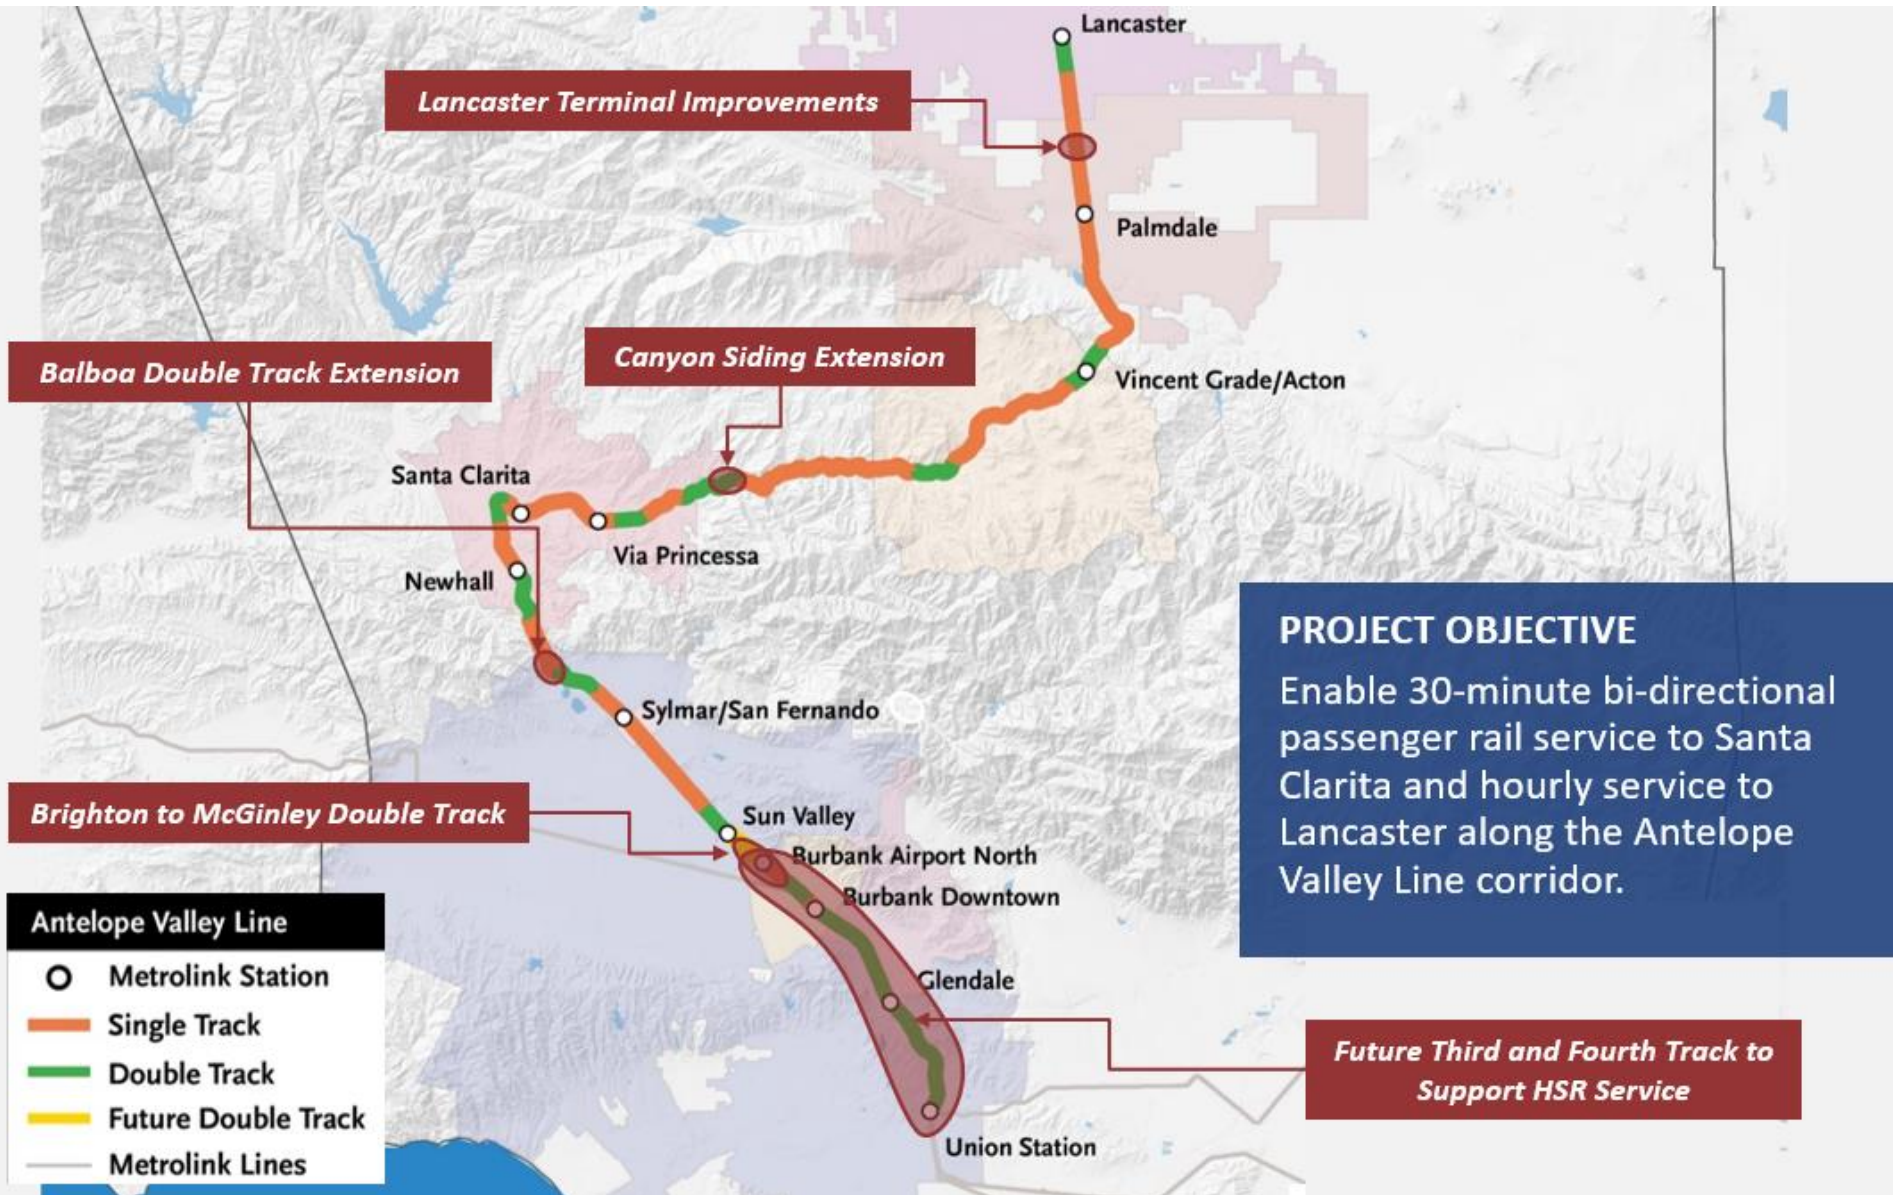 Lancaster
Lancaster Terminal Improvements
Palmdale
Balboa Double Track Extension
Canyon Siding Extension
Vincent Grade/Acton
Santa Clarita
Via Princessa
Newhall
PROJECT OBJECTIVE
Enable 30-minute bi-directional
passenger rail service to Santa
Clarita and hourly service to
Lancaster along the Antelope
Valley Line corridor.
Sylmar/San Fernando
Brighton to McGinley Double Track
Sun Valley
Burbank Airport North
Burbank Downtown
Glendale
Future Third and Fourth Track to
Support HSR Service
Union Station
Antelope Valley Line
Metrolink Station
Single Track
Double Track
Future Double Track
Metrolink Lines